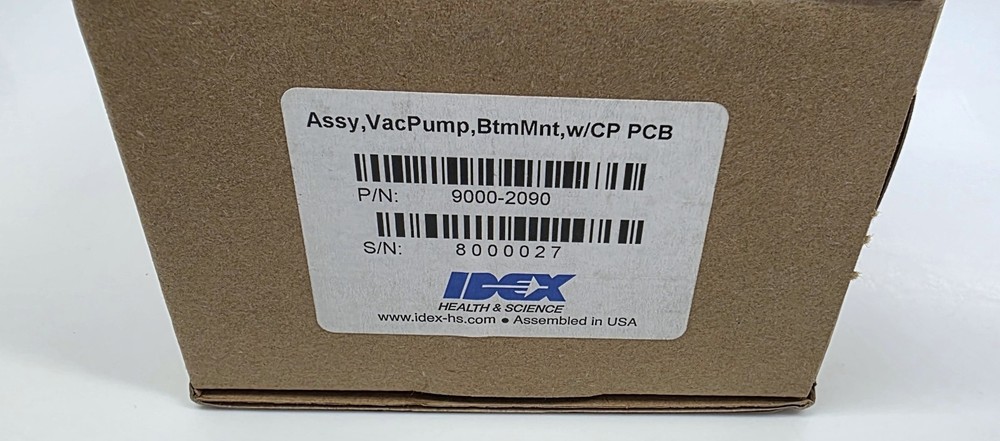 Assy,VacPump,BtmMnt,w/CP PCB
P/N: 9000-2090
S/N: 8000027
IDEX
HEALTH & SCIENCE
www.idex-hs.com • Assembled in USA